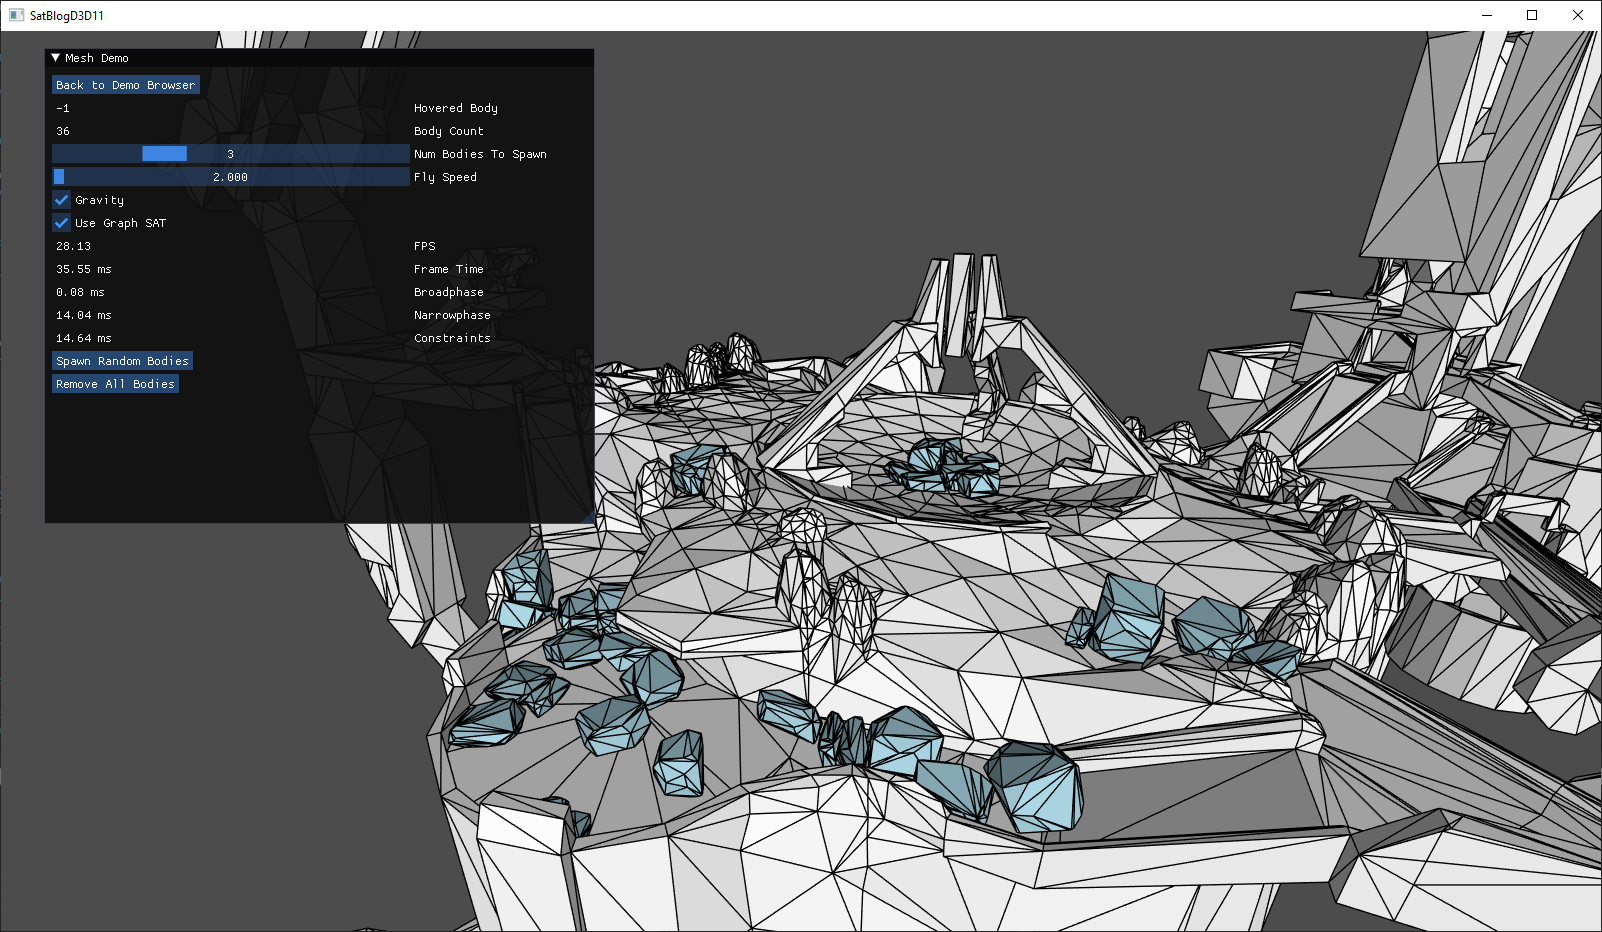 SatBlogD3D11
Mesh Demo
Back to Demo Browser
-1 Hovered Body
36 Body Count
3 Num Bodies To Spawn
2.000 Fly Speed
Gravity
Use Graph SAT
28.13 FPS
35.55 ms Frame Time
0.08 ms Broadphase
14.04 ms Narrowphase
14.64 ms Constraints
Spawn Random Bodies
Remove All Bodies